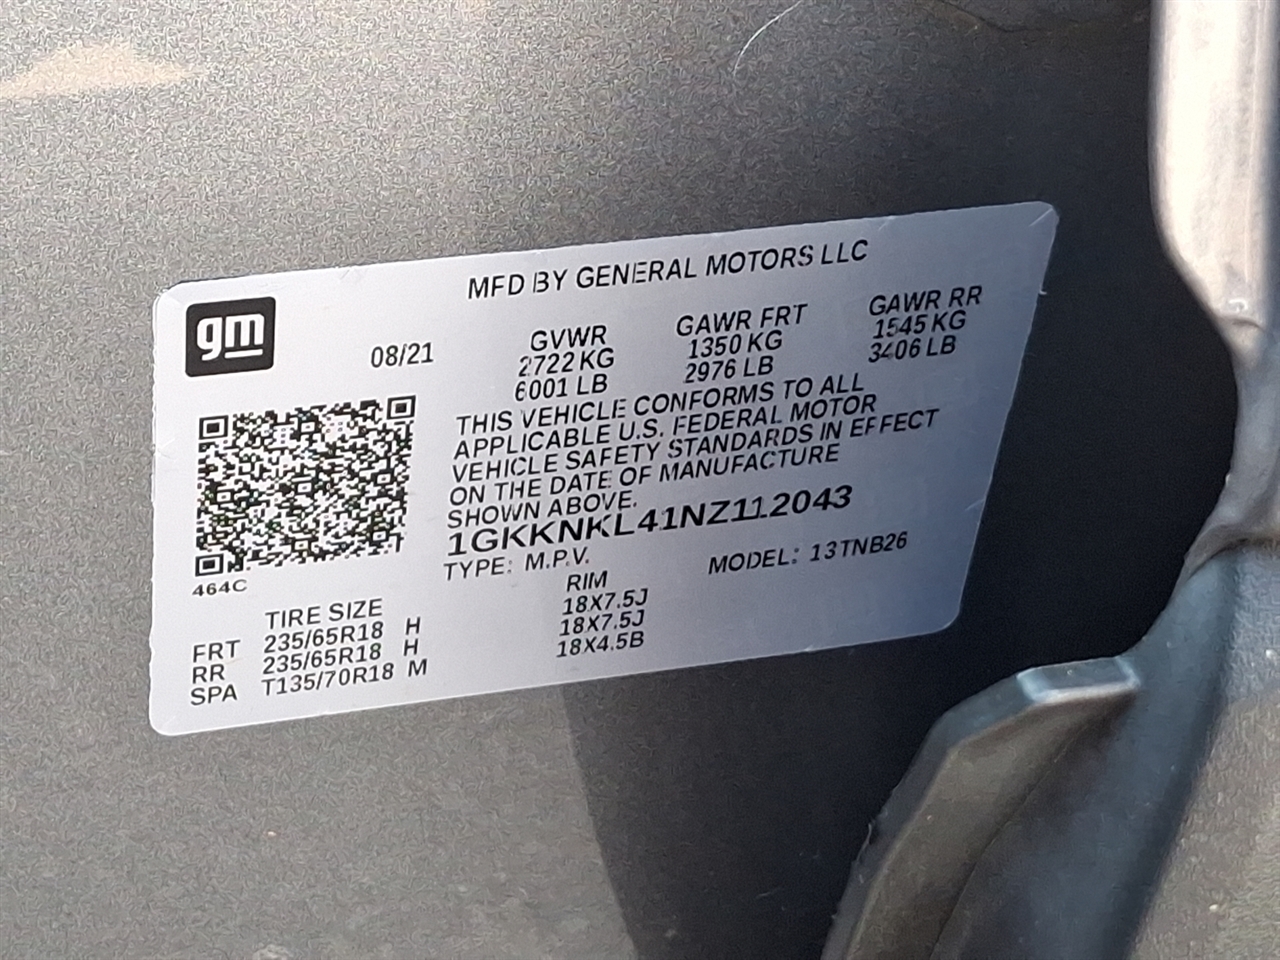 MFD BY GENERAL MOTORS LLC
gm
08/21
GVWR
2722 KG
6001 LB
GAWR FRT
1350 KG
2976 LB
GAWR RR
1545 KG
3406 LB
THIS VEHICLE CONFORMS TO ALL
APPLICABLE U.S. FEDERAL MOTOR
VEHICLE SAFETY STANDARDS IN EFFECT
ON THE DATE OF MANUFACTURE
SHOWN ABOVE.
1GKKNKL41NZ112043
TYPE: M.P.V.
MODEL: 13TNB26
464C
TIRE SIZE RIM
FRT 235/65R18 H 18X7.5J
RR 235/65R18 H 18X7.5J
SPA T135/70R18 M 18X4.5B